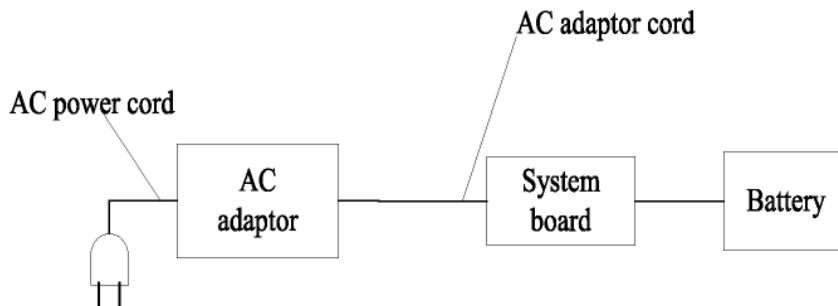 AC adaptor cord
AC power cord
AC
adaptor
System
board
Battery